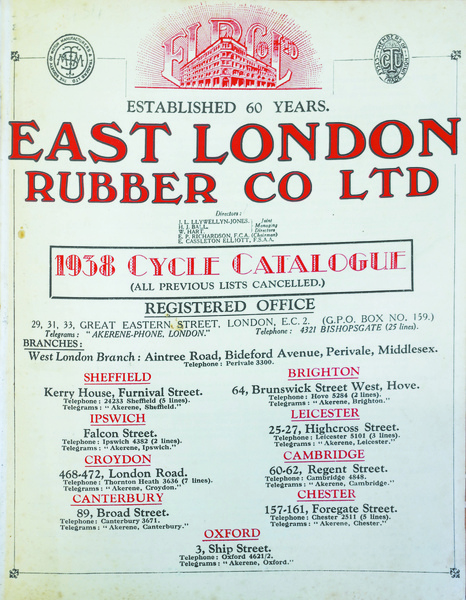 E.L.R.Co. LTD
ESTABLISHED 60 YEARS.
EAST LONDON
RUBBER CO LTD
Directors:
J. L. LLYWELLYN-JONES. Joint
H. J. BALL. Managing
W. HART. Directors
E. P. RICHARDSON, F.C.A. (Chairman)
E. CASSLETON ELLIOTT, F.S.A.A.
1938 CYCLE CATALOGUE
(ALL PREVIOUS LISTS CANCELLED.)
REGISTERED OFFICE
29, 31, 33, GREAT EASTERN STREET, LONDON, E.C. 2. (G.P.O. BOX NO. 159.)
Telegrams: "AKERENE-PHONE, LONDON." Telephone: 4321 BISHOPSGATE (25 lines).
BRANCHES:
West London Branch: Aintree Road, Bideford Avenue, Perivale, Middlesex.
Telephone: Perivale 3300.
SHEFFIELD
Kerry House, Furnival Street.
Telephone: 24233 Sheffield (5 lines).
Telegrams: "Akerene, Sheffield."
BRIGHTON
64, Brunswick Street West, Hove.
Telephone: Hove 5284 (2 lines).
Telegrams: "Akerene, Brighton."
IPSWICH
Falcon Street.
Telephone: Ipswich 4382 (2 lines).
Telegrams: "Akerene, Ipswich."
LEICESTER
25-27, Highcross Street.
Telephone: Leicester 5101 (3 lines).
Telegrams: "Akerene, Leicester."
CROYDON
468-472, London Road.
Telephone: Thornton Heath 3636 (7 lines).
Telegrams: "Akerene, Croydon."
CAMBRIDGE
60-62, Regent Street.
Telephone: Cambridge 4848.
Telegrams: "Akerene, Cambridge."
CANTERBURY
89, Broad Street.
Telephone: Canterbury 3671.
Telegrams: "Akerene, Canterbury."
CHESTER
157-161, Foregate Street.
Telephone: Chester 2511 (5 lines).
Telegrams: "Akerene, Chester."
OXFORD
3, Ship Street.
Telephone: Oxford 4621/2.
Telegrams: "Akerene, Oxford."